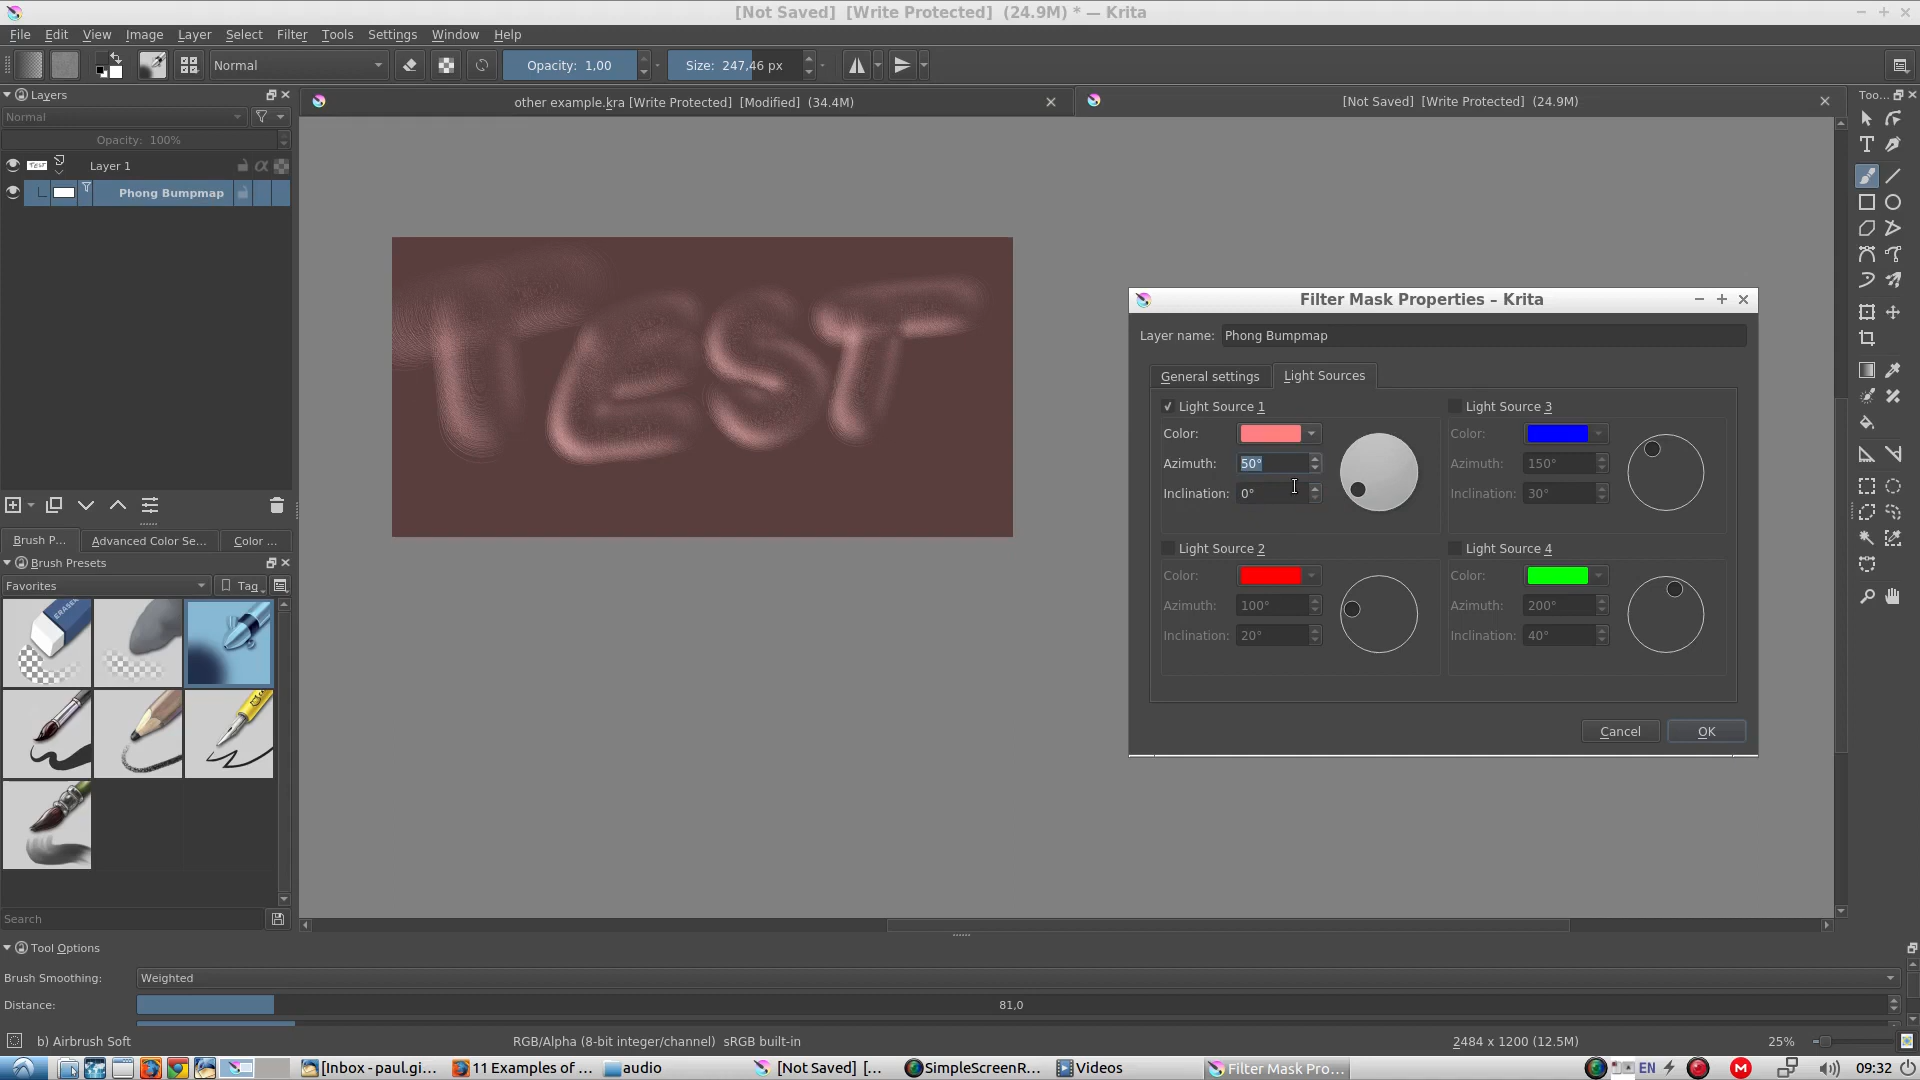 [Not Saved]  [Write Protected]  (24.9M) * — Krita
File Edit View Image Layer Select Filter Tools Settings Window Help
Normal
Opacity: 1,00
Size: 247,46 px
Layers
Normal
Opacity: 100%
Layer 1
Phong Bumpmap
other example.kra [Write Protected]  [Modified]  (34.4M)
[Not Saved]  [Write Protected]  (24.9M)
Too...
TEST
Filter Mask Properties – Krita
Layer name: Phong Bumpmap
General settings Light Sources
Light Source 1
Color:
Azimuth: 50°
Inclination: 0°
Light Source 3
Color:
Azimuth: 150°
Inclination: 30°
Light Source 2
Color:
Azimuth: 100°
Inclination: 20°
Light Source 4
Color:
Azimuth: 200°
Inclination: 40°
Cancel OK
Brush P... Advanced Color Se... Color ...
Brush Presets
Favorites
Tag
ERASER
Search
Tool Options
Brush Smoothing: Weighted
Distance: 81,0
b) Airbrush Soft
RGB/Alpha (8-bit integer/channel)  sRGB built-in
2484 x 1200 (12.5M)
25%
[Inbox - paul.gi... 11 Examples of ... audio [Not Saved]  [... SimpleScreenR... Videos Filter Mask Pro... EN 09:32